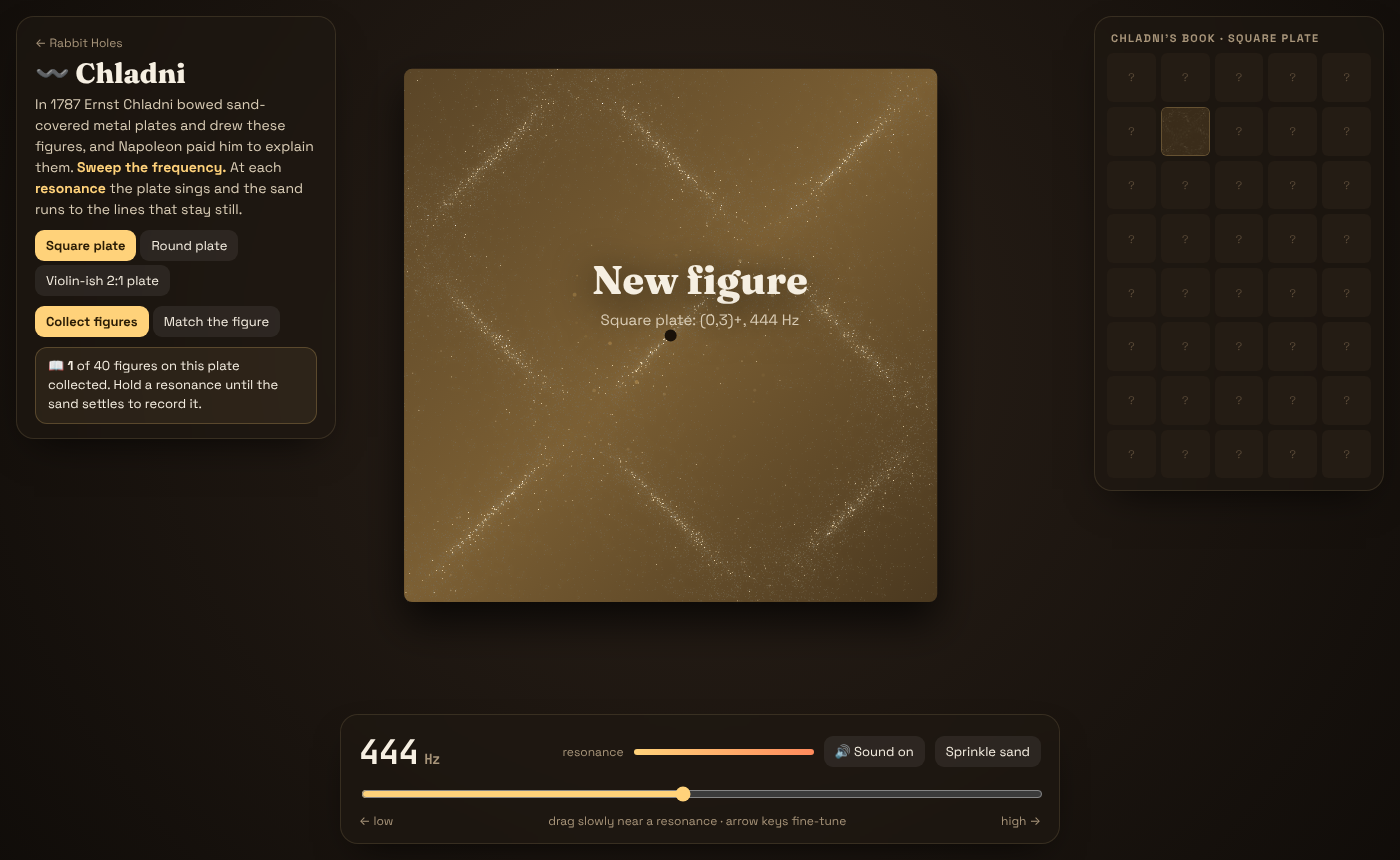 ← Rabbit Holes
〰️ Chladni
In 1787 Ernst Chladni bowed sand-
covered metal plates and drew these
figures, and Napoleon paid him to explain
them. Sweep the frequency. At each
resonance the plate sings and the sand
runs to the lines that stay still.
Square plate Round plate
Violin-ish 2:1 plate
Collect figures Match the figure
📖 1 of 40 figures on this plate
collected. Hold a resonance until the
sand settles to record it.
New figure
Square plate: (0,3)+, 444 Hz
CHLADNI'S BOOK · SQUARE PLATE
? ? ? ? ?
? ? ? ?
? ? ? ? ?
? ? ? ? ?
? ? ? ? ?
? ? ? ? ?
? ? ? ? ?
? ? ? ? ?
444 Hz resonance 🔊 Sound on Sprinkle sand
← low drag slowly near a resonance · arrow keys fine-tune high →